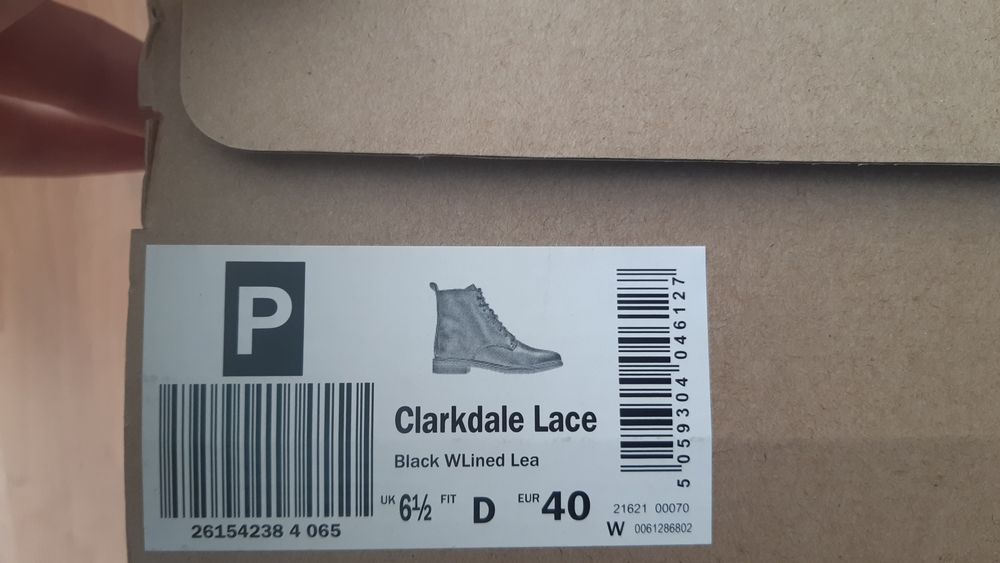 P
26154238 4 065
Clarkdale Lace
Black WLined Lea
UK 6½ FIT D EUR 40
5 059304 046127
21621 00070
W 0061286802